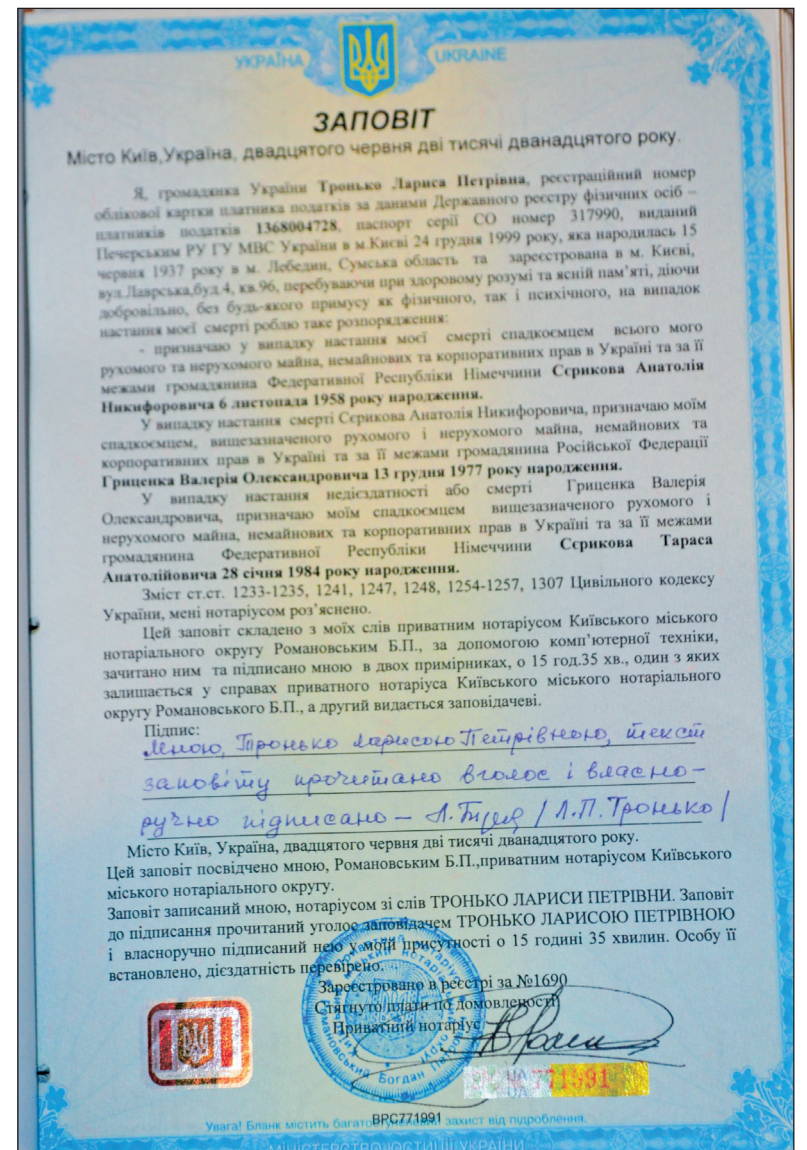 УКРАЇНА UKRAINE
ЗАПОВІТ
Місто Київ,Україна, двадцятого червня дві тисячі дванадцятого року.
Я, громадянка України Тронько Лариса Петрівна, реєстраційний номер
облікової картки платника податків за даними Державного реєстру фізичних осіб –
платників податків 1368004728, паспорт серії СО номер 317990, виданий
Печерським РУ ГУ МВС України в м.Києві 24 грудня 1999 року, яка народилась 15
червня 1937 року в м. Лебедин, Сумська область та зареєстрована в м. Києві,
вул.Лаврська,буд.4, кв.96, перебуваючи при здоровому розумі та ясній пам’яті, діючи
добровільно, без будь-якого примусу як фізичного, так і психічного, на випадок
настання моєї смерті роблю таке розпорядження:
- призначаю у випадку настання моєї смерті спадкоємцем всього мого
рухомого та нерухомого майна, немайнових та корпоративних прав в Україні та за її
межами громадянина Федеративної Республіки Німеччини Сєрикова Анатолія
Никифоровича 6 листопада 1958 року народження.
У випадку настання смерті Сєрикова Анатолія Никифоровича, призначаю моїм
спадкоємцем, вищезазначеного рухомого і нерухомого майна, немайнових та
корпоративних прав в Україні та за її межами громадянина Російської Федерації
Гриценка Валерія Олександровича 13 грудня 1977 року народження.
У випадку настання недієздатності або смерті Гриценка Валерія
Олександровича, призначаю моїм спадкоємцем вищезазначеного рухомого і
нерухомого майна, немайнових та корпоративних прав в Україні та за її межами
громадянина Федеративної Республіки Німеччини Сєрикова Тараса
Анатолійовича 28 січня 1984 року народження.
Зміст ст.ст. 1233-1235, 1241, 1247, 1248, 1254-1257, 1307 Цивільного кодексу
України, мені нотаріусом роз’яснено.
Цей заповіт складено з моїх слів приватним нотаріусом Київського міського
нотаріального округу Романовським Б.П., за допомогою комп’ютерної техніки,
зачитано ним та підписано мною в двох примірниках, о 15 год.35 хв., один з яких
залишається у справах приватного нотаріуса Київського міського нотаріального
округу Романовського Б.П., а другий видається заповідачеві.
Підпис:
Мною, Тронько Ларисою Петрівною, текст
заповіту прочитано вголос і власно-
ручно підписано – /Л.П. Тронько/
Місто Київ, Україна, двадцятого червня дві тисячі дванадцятого року.
Цей заповіт посвідчено мною, Романовським Б.П.,приватним нотаріусом Київського
міського нотаріального округу.
Заповіт записаний мною, нотаріусом зі слів ТРОНЬКО ЛАРИСИ ПЕТРІВНИ. Заповіт
до підписання прочитаний уголос заповідачем ТРОНЬКО ЛАРИСОЮ ПЕТРІВНОЮ
і власноручно підписаний нею у моїй присутності о 15 годині 35 хвилин. Особу її
встановлено, дієздатність перевірено.
Зареєстровано в реєстрі за №1690
Стягнуто плати по домовленості
Приватний нотаріус
Романовський Богдан
771991
ВРС771991
Увага! Бланк містить багатоступеневий захист від підроблення.
МІНІСТЕРСТВО ЮСТИЦІЇ УКРАЇНИ